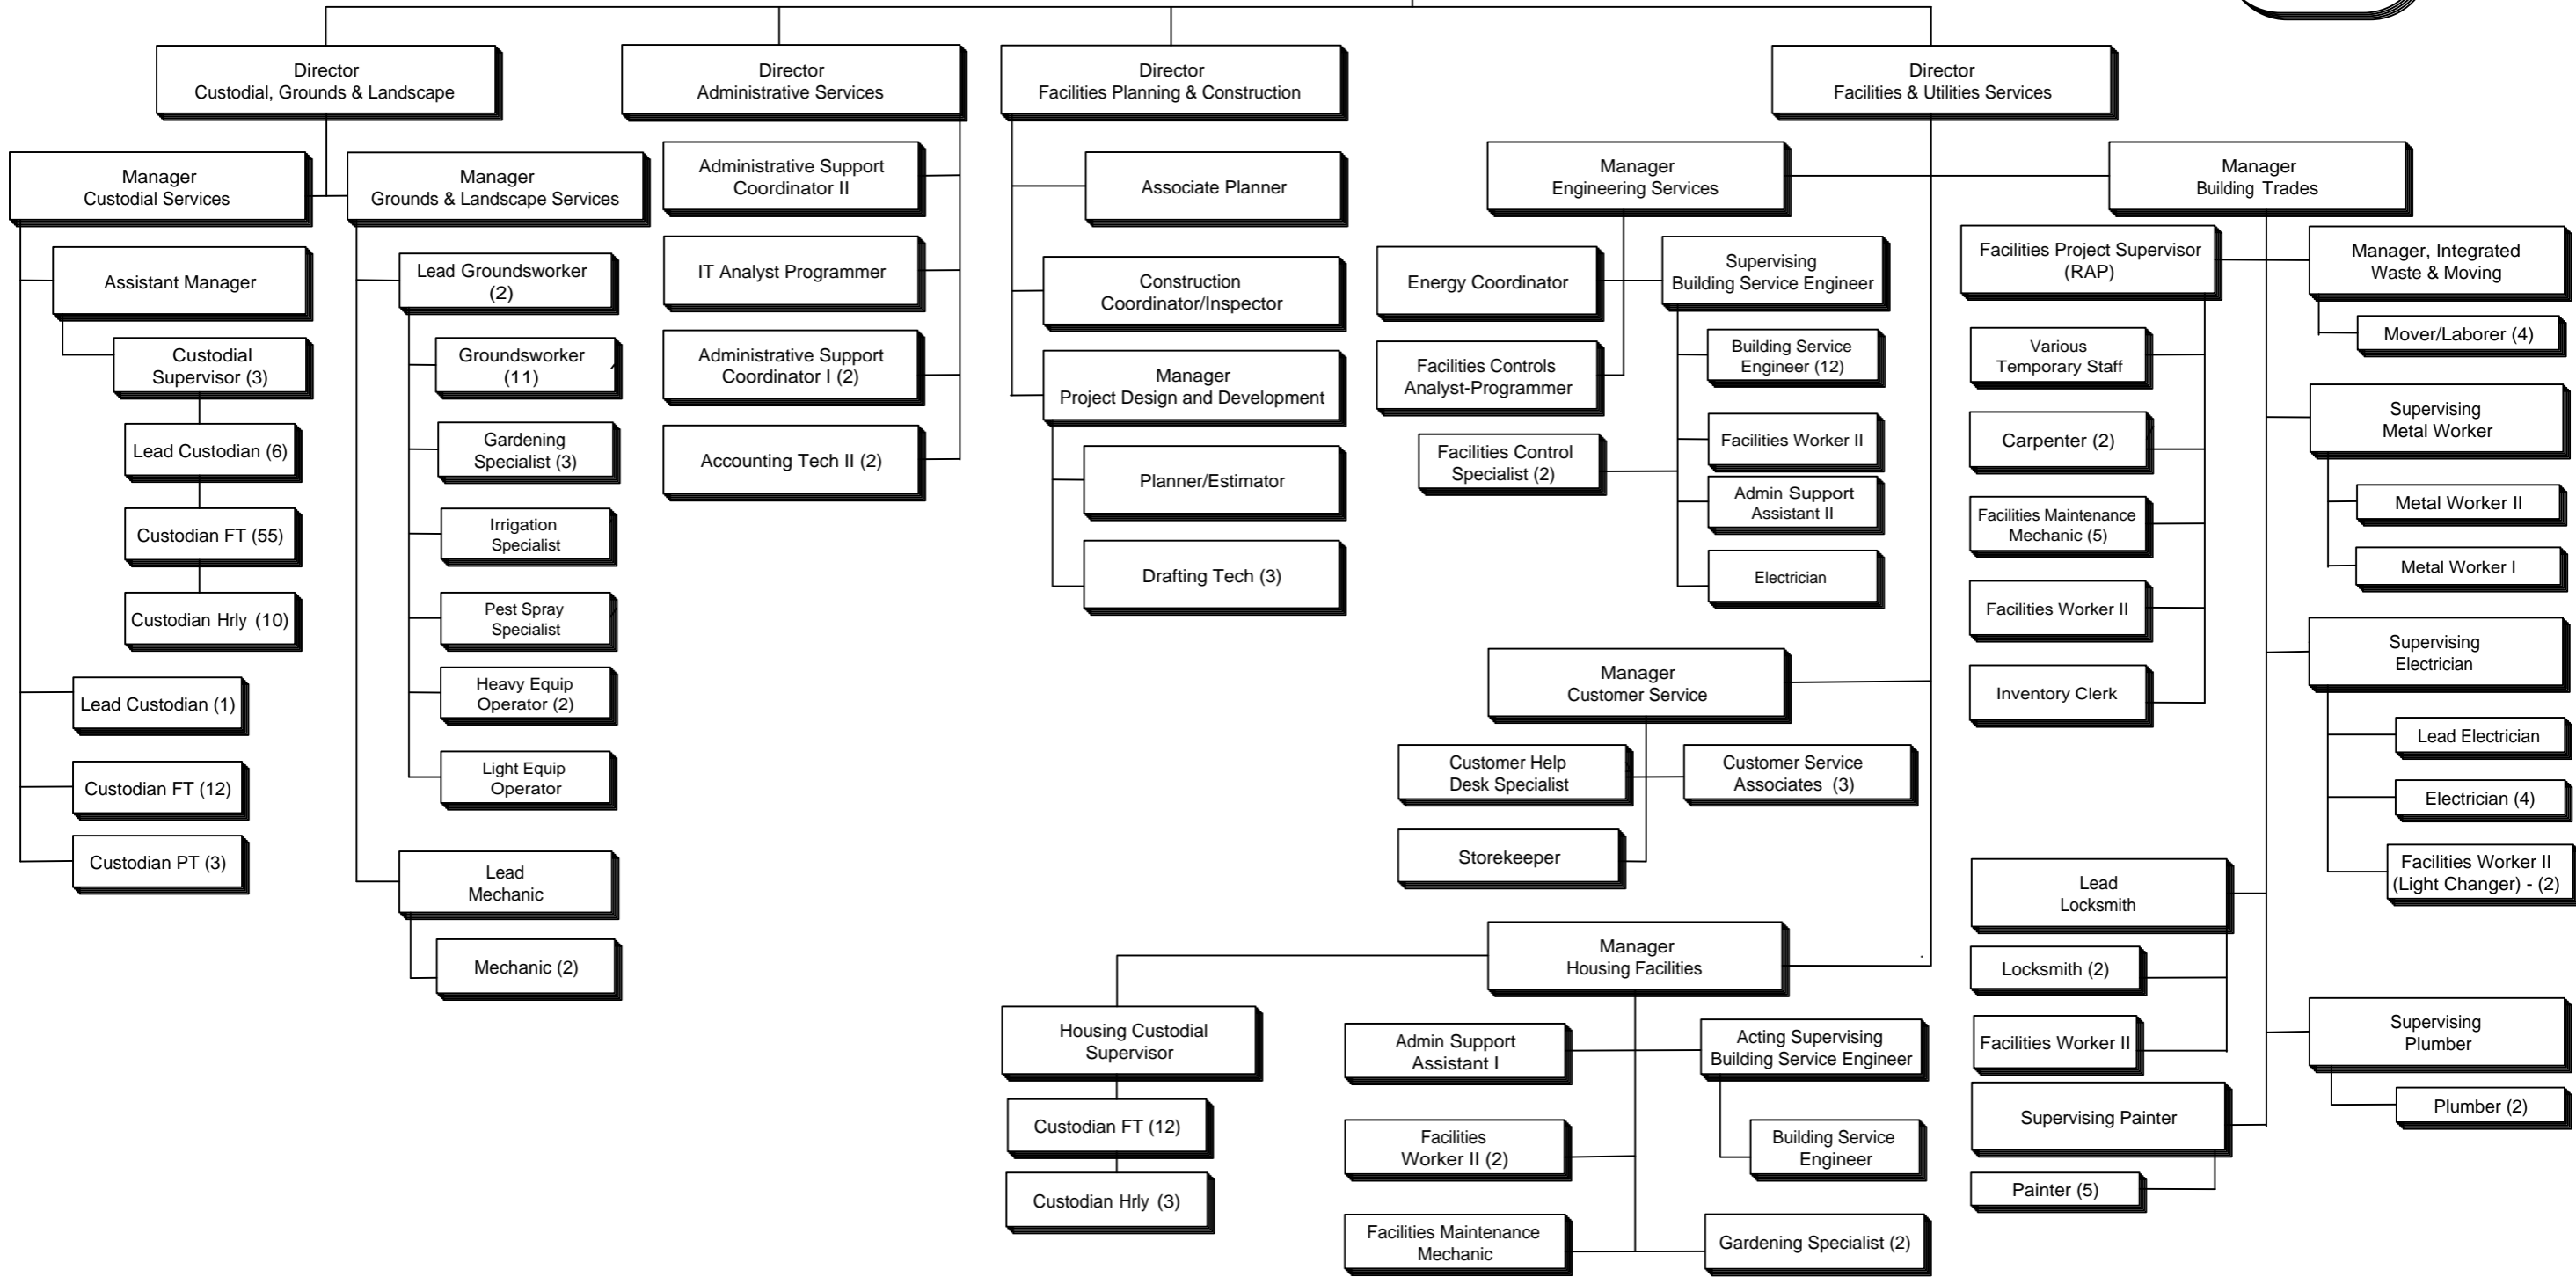 Director
Custodial, Grounds & Landscape
Director
Administrative Services
Director
Facilities Planning & Construction
Director
Facilities & Utilities Services
Manager
Custodial Services
Assistant Manager
Custodial
Supervisor (3)
Lead Custodian (6)
Custodian FT (55)
Custodian Hrly (10)
Lead Custodian (1)
Custodian FT (12)
Custodian PT (3)
Manager
Grounds & Landscape Services
Lead Groundsworker
(2)
Groundsworker
(11)
Gardening
Specialist (3)
Irrigation
Specialist
Pest Spray
Specialist
Heavy Equip
Operator (2)
Light Equip
Operator
Lead
Mechanic
Mechanic (2)
Administrative Support
Coordinator II
IT Analyst Programmer
Administrative Support
Coordinator I (2)
Accounting Tech II (2)
Associate Planner
Construction
Coordinator/Inspector
Manager
Project Design and Development
Planner/Estimator
Drafting Tech (3)
Manager
Engineering Services
Energy Coordinator
Facilities Controls
Analyst-Programmer
Facilities Control
Specialist (2)
Supervising
Building Service Engineer
Building Service
Engineer (12)
Facilities Worker II
Admin Support
Assistant II
Electrician
Manager
Customer Service
Customer Help
Desk Specialist
Customer Service
Associates (3)
Storekeeper
Manager
Housing Facilities
Housing Custodial
Supervisor
Custodian FT (12)
Custodian Hrly (3)
Admin Support
Assistant I
Acting Supervising
Building Service Engineer
Facilities
Worker II (2)
Building Service
Engineer
Facilities Maintenance
Mechanic
Gardening Specialist (2)
Manager
Building Trades
Facilities Project Supervisor
(RAP)
Various
Temporary Staff
Carpenter (2)
Facilities Maintenance
Mechanic (5)
Facilities Worker II
Inventory Clerk
Lead
Locksmith
Locksmith (2)
Facilities Worker II
Supervising Painter
Painter (5)
Manager, Integrated
Waste & Moving
Mover/Laborer (4)
Supervising
Metal Worker
Metal Worker II
Metal Worker I
Supervising
Electrician
Lead Electrician
Electrician (4)
Facilities Worker II
(Light Changer) - (2)
Supervising
Plumber
Plumber (2)